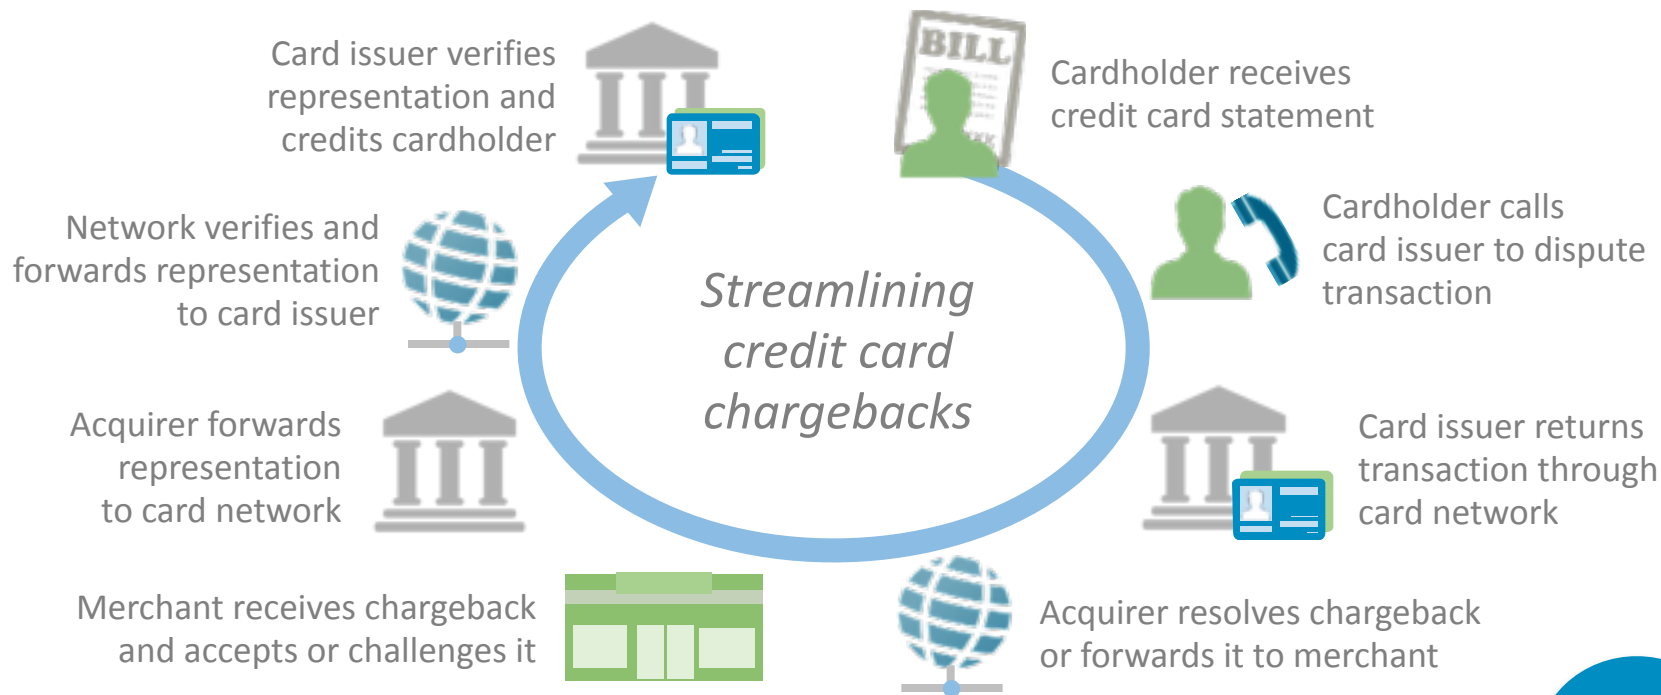 BILL
Cardholder receives
credit card statement
Cardholder calls
card issuer to dispute
transaction
Card issuer returns
transaction through
card network
Acquirer resolves chargeback
or forwards it to merchant
Merchant receives chargeback
and accepts or challenges it
Acquirer forwards
representation
to card network
Network verifies and
forwards representation
to card issuer
Card issuer verifies
representation and
credits cardholder
Streamlining
credit card
chargebacks